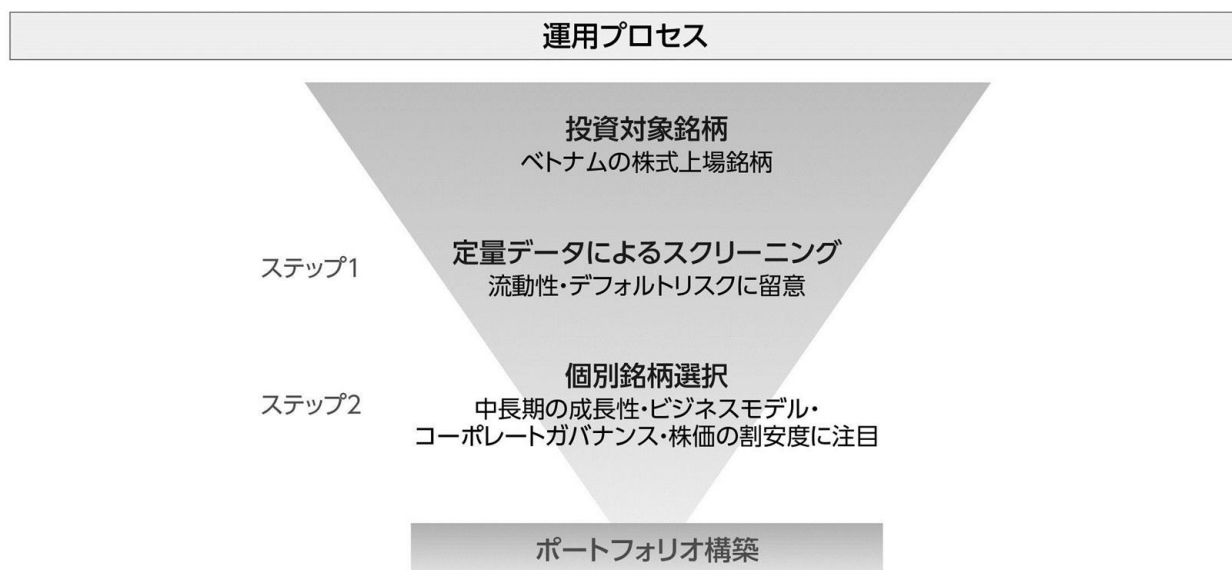 運用プロセス
投資対象銘柄
ベトナムの株式上場銘柄
ステップ1
定量データによるスクリーニング
流動性・デフォルトリスクに留意
ステップ2
個別銘柄選択
中長期の成長性・ビジネスモデル・
コーポレートガバナンス・株価の割安度に注目
ポートフォリオ構築